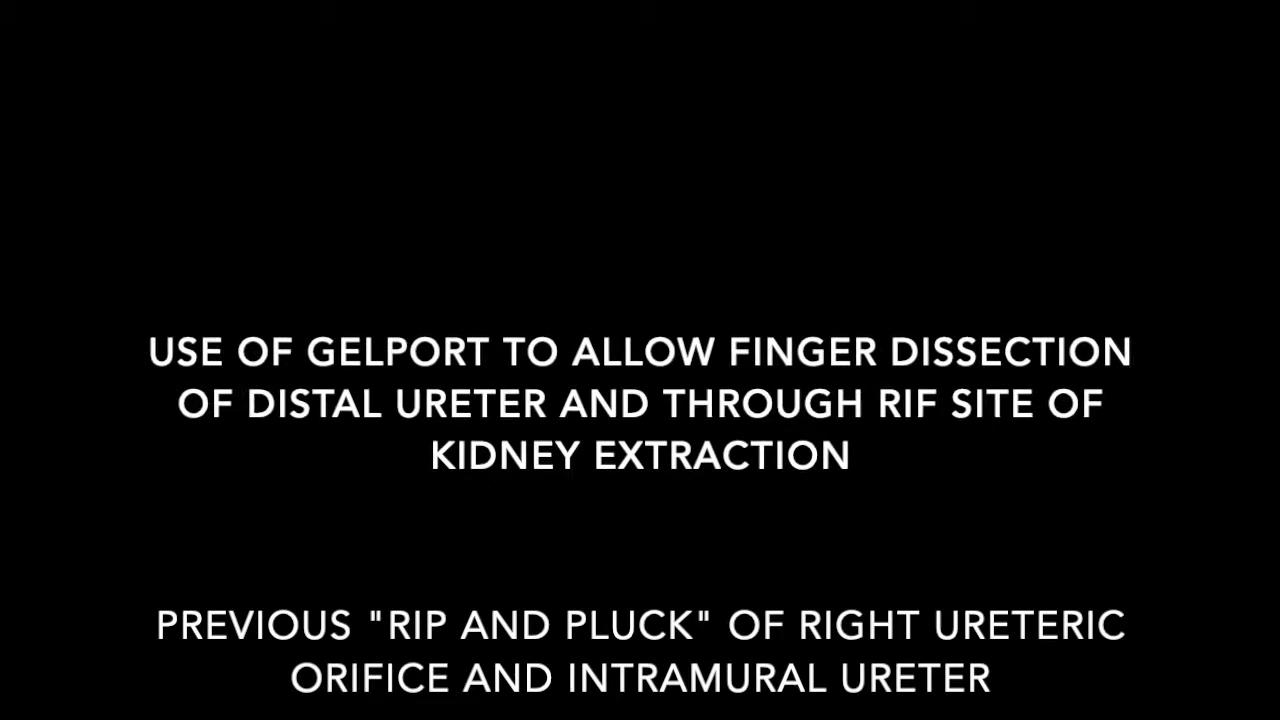 USE OF GELPORT TO ALLOW FINGER DISSECTION
OF DISTAL URETER AND THROUGH RIF SITE OF
KIDNEY EXTRACTION
PREVIOUS "RIP AND PLUCK" OF RIGHT URETERIC
ORIFICE AND INTRAMURAL URETER